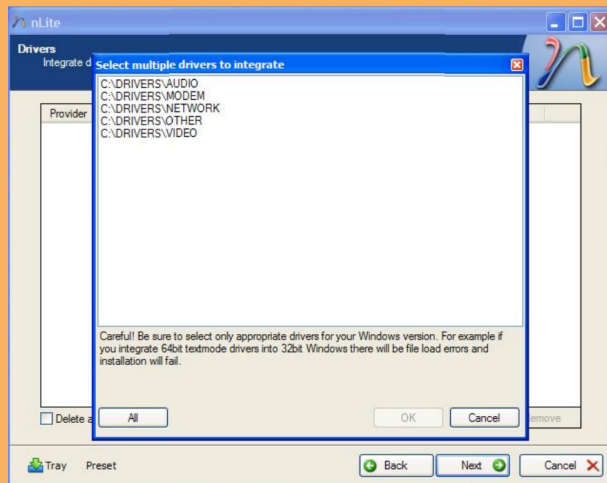 nLite
Drivers
Integrate d
Select multiple drivers to integrate
C:\DRIVERS\AUDIO
C:\DRIVERS\MODEM
C:\DRIVERS\NETWORK
C:\DRIVERS\OTHER
C:\DRIVERS\VIDEO
Provider
Careful! Be sure to select only appropriate drivers for your Windows version. For example if
you integrate 64bit textmode drivers into 32bit Windows there will be file load errors and
installation will fail.
Delete a
All
OK
Cancel
emove
Tray
Preset
Back
Next
Cancel